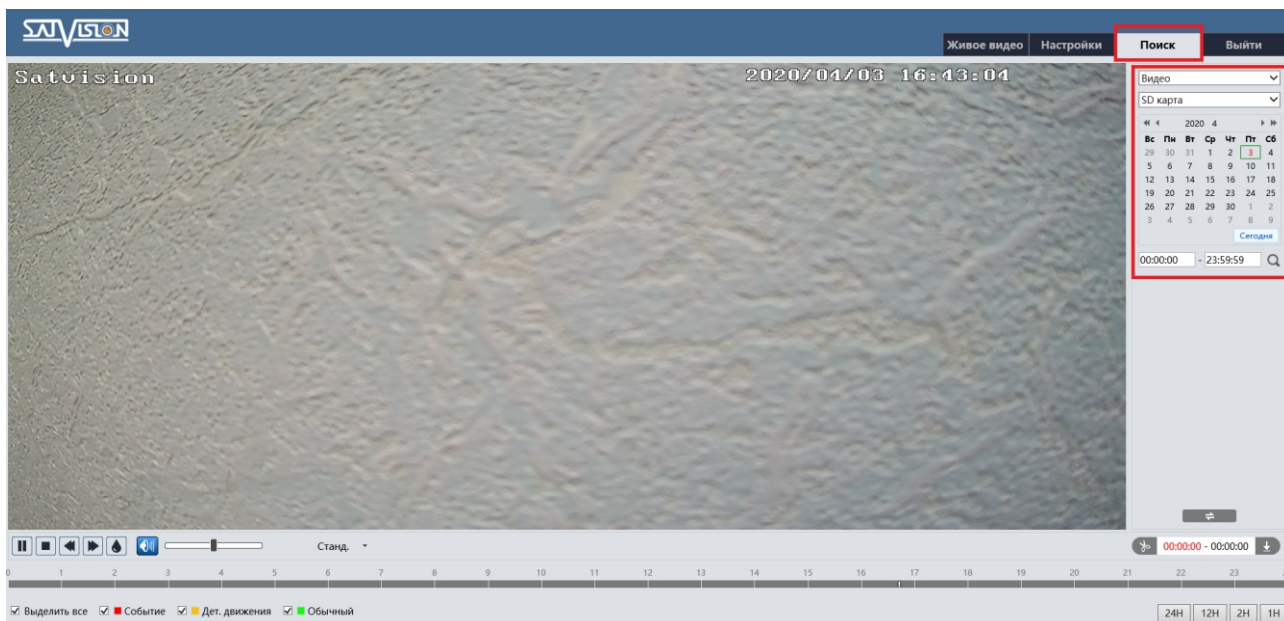 SATVISION
Живое видео Настройки Поиск Выйти
Satvision 2020/04/03 16:43:04
Видео
SD карта
2020 4
Вс Пн Вт Ср Чт Пт Сб
29 30 31 1 2 3 4
5 6 7 8 9 10 11
12 13 14 15 16 17 18
19 20 21 22 23 24 25
26 27 28 29 30 1 2
3 4 5 6 7 8 9
Сегодня
00:00:00 - 23:59:59
Станд.
00:00:00 - 00:00:00
0 1 2 3 4 5 6 7 8 9 10 11 12 13 14 15 16 17 18 19 20 21 22 23
Выделить все Событие Дет. движения Обычный
24H 12H 2H 1H